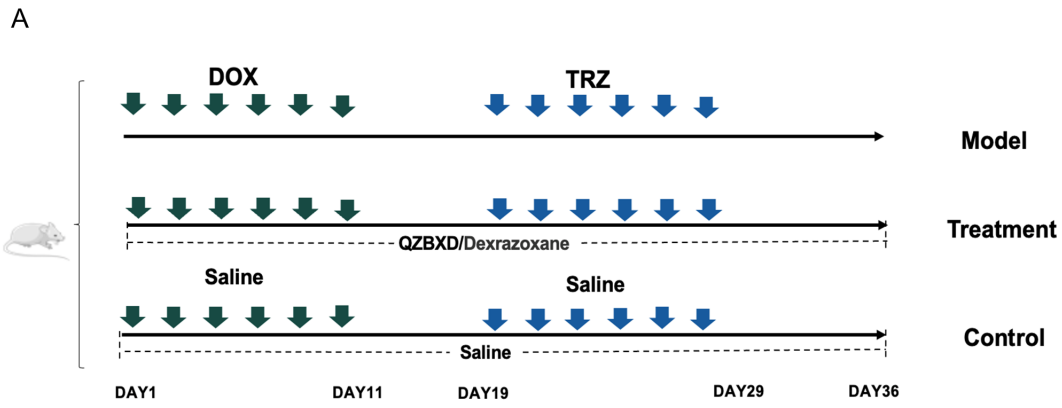 A
DOX TRZ
Model
Treatment
QZBXD/Dexrazoxane
Saline Saline
Control
Saline
DAY1 DAY11 DAY19 DAY29 DAY36